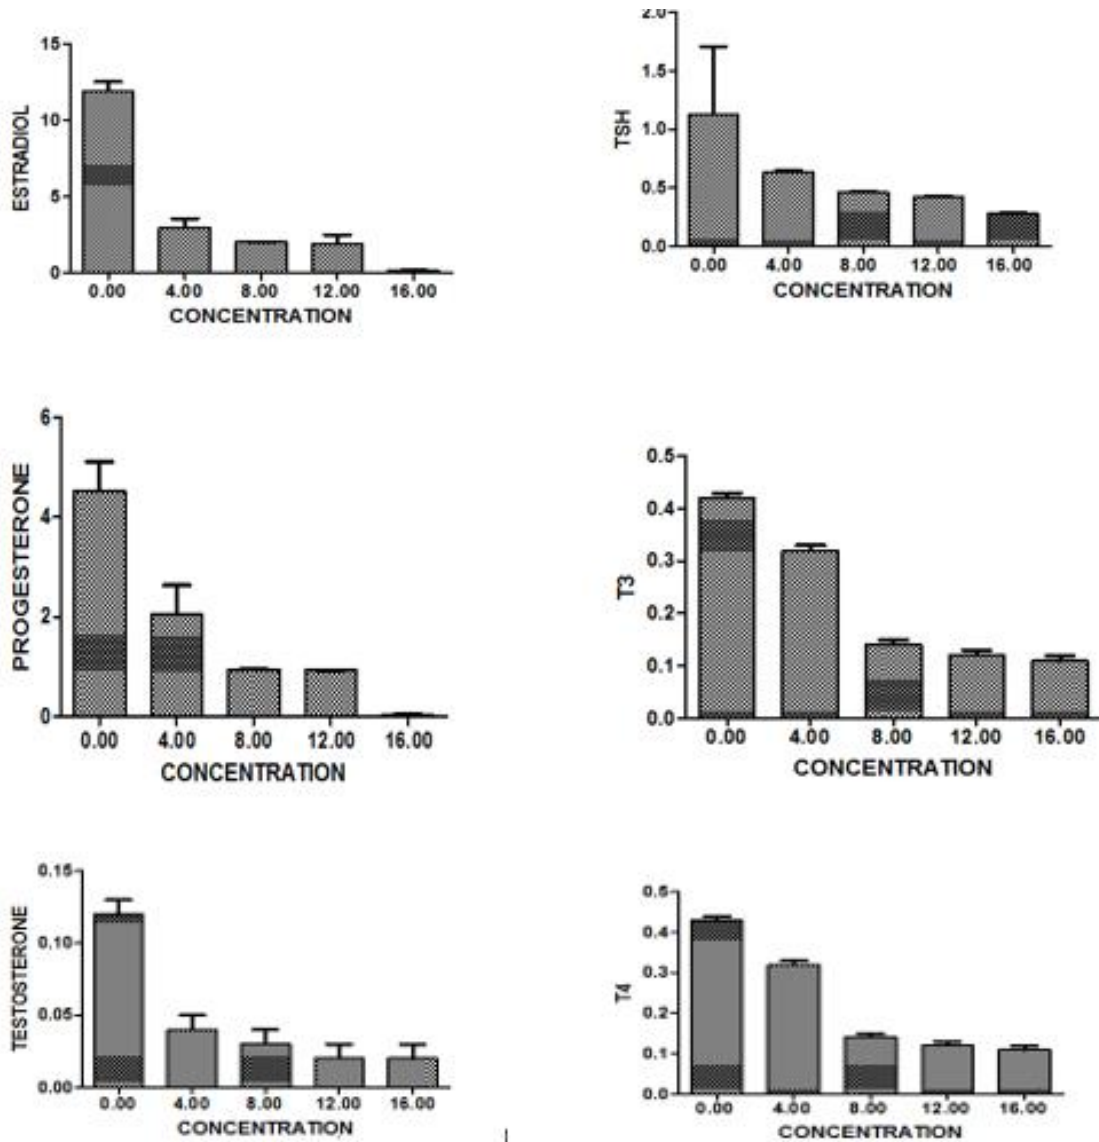 ESTRADIOL
15
10
5
0
0.00 4.00 8.00 12.00 16.00
CONCENTRATION
TSH
2.0
1.5
1.0
0.5
0.0
0.00 4.00 8.00 12.00 16.00
CONCENTRATION
PROGESTERONE
6
4
2
0
0.00 4.00 8.00 12.00 16.00
CONCENTRATION
T3
0.5
0.4
0.3
0.2
0.1
0.0
0.00 4.00 8.00 12.00 16.00
CONCENTRATION
TESTOSTERONE
0.15
0.10
0.05
0.00
0.00 4.00 8.00 12.00 16.00
CONCENTRATION
T4
0.5
0.4
0.3
0.2
0.1
0.0
0.00 4.00 8.00 12.00 16.00
CONCENTRATION